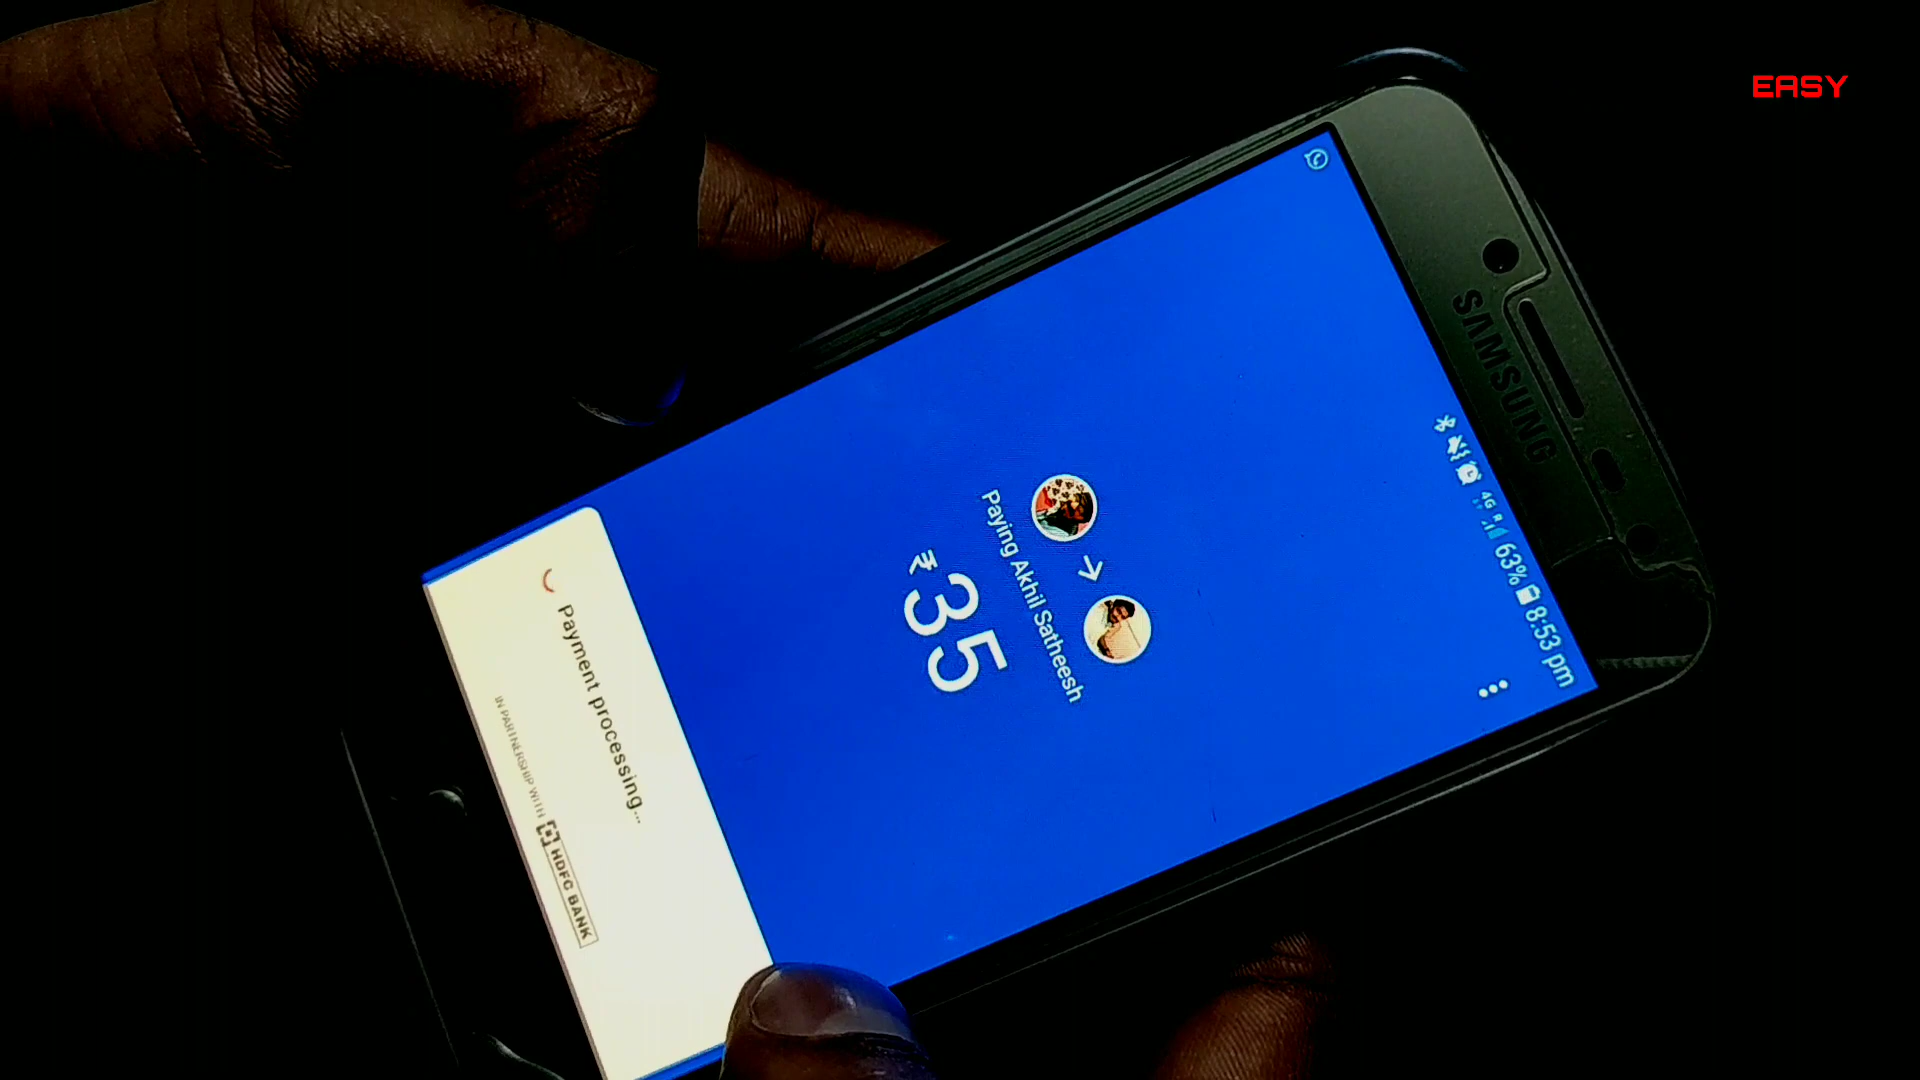 EASY
SAMSUNG
4G R 63% 8:53 pm
Paying Akhil Satheesh
₹35
Payment processing...
IN PARTNERSHIP WITH HDFC BANK